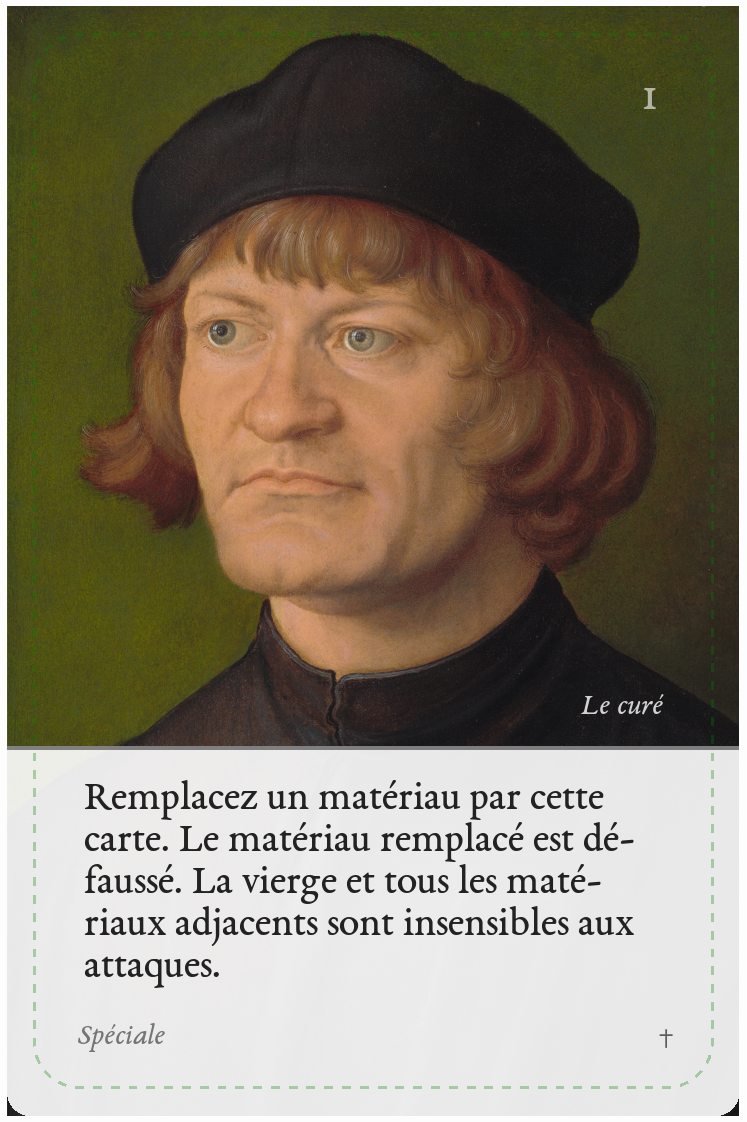 I
Le curé
Remplacez un matériau par cette
carte. Le matériau remplacé est dé-
faussé. La vierge et tous les maté-
riaux adjacents sont insensibles aux
attaques.
Spéciale †